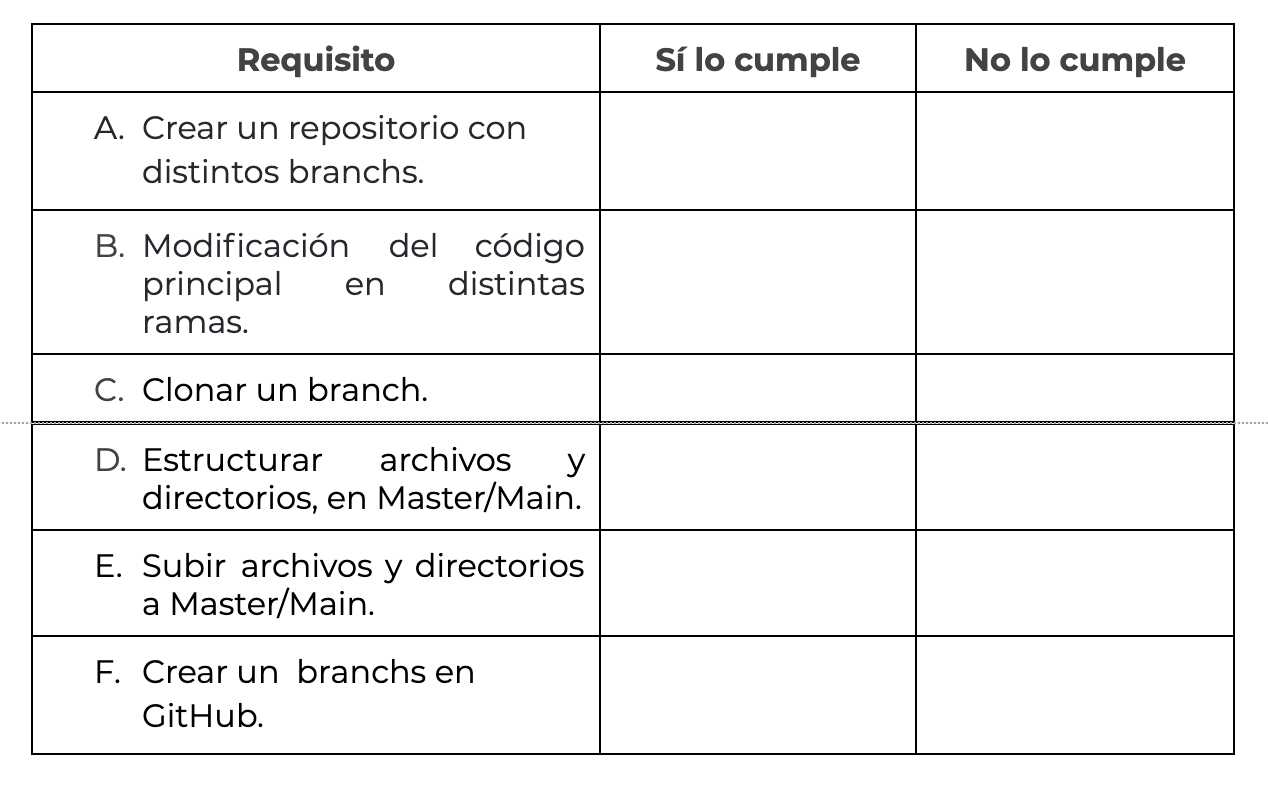 Requisito Sí lo cumple No lo cumple
A. Crear un repositorio con
distintos branchs.
B. Modificación del código
principal en distintas
ramas.
C. Clonar un branch.
D. Estructurar archivos y
directorios, en Master/Main.
E. Subir archivos y directorios
a Master/Main.
F. Crear un branchs en
GitHub.